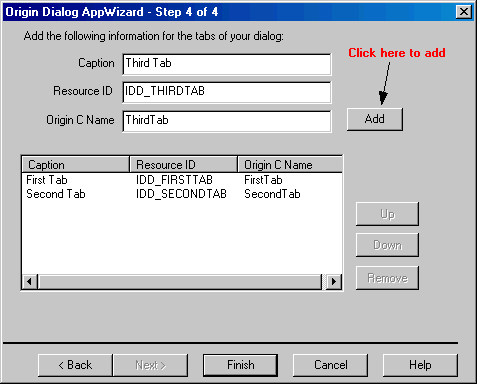 Origin Dialog AppWizard - Step 4 of 4
Add the following information for the tabs of your dialog:
Click here to add
Caption Third Tab
Resource ID IDD_THIRDTAB
Origin C Name ThirdTab Add
Caption Resource ID Origin C Name
First Tab IDD_FIRSTTAB FirstTab
Second Tab IDD_SECONDTAB SecondTab
Up
Down
Remove
< Back Next > Finish Cancel Help